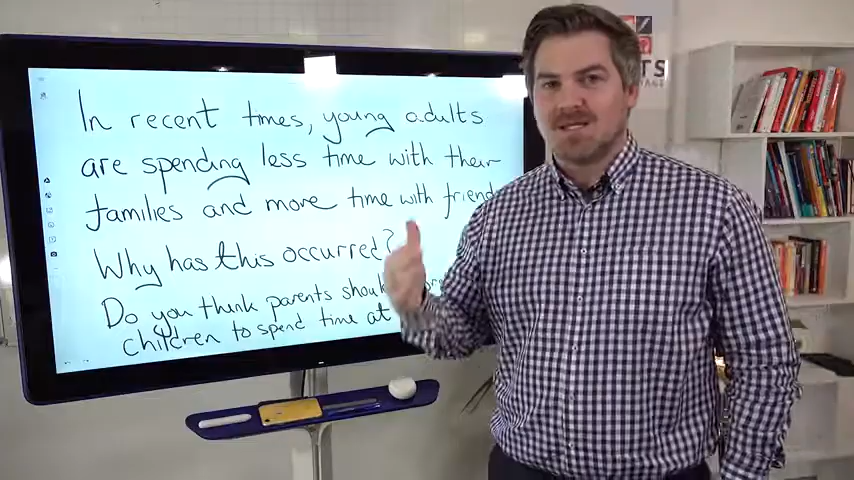 In recent times, young adults
are spending less time with their
families and more time with friend
Why has this occurred?
Do you think parents shoul
children to spend time at